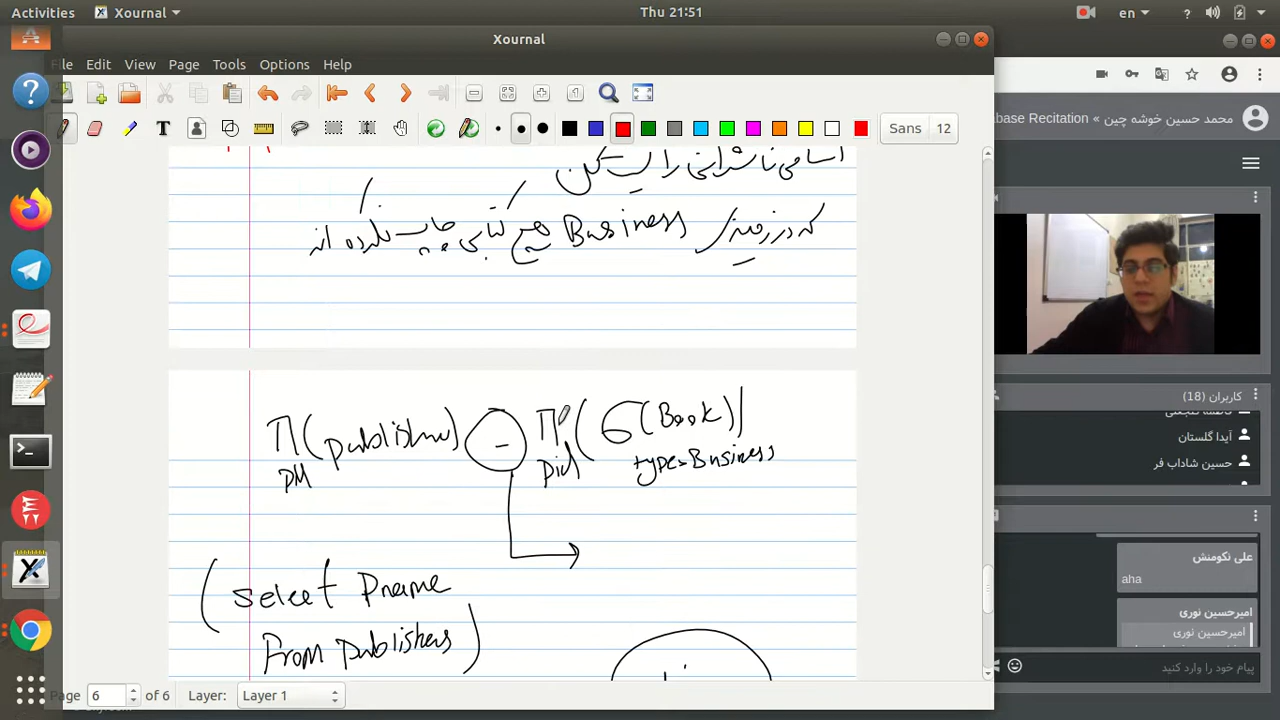 Activities
Xournal
Thu 21:51
en
Xournal
File Edit View Page Tools Options Help
Sans 12
محمد حسین خوشه چین » Database Recitation
اسامی ناشرانی را لیست کن
که در زمینه Business هیچ کتابی چاپ نکرده اند
کاربران (18)
آیدا گلستان
حسین شاداب فر
π(publisher) - π(σ(Book))
type=Business
علی نکومنش
aha
امیرحسین نوری
امیرحسین نوری
پیام خود را وارد کنید
(select Pname
From publishers)
Page 6 of 6 Layer: Layer 1